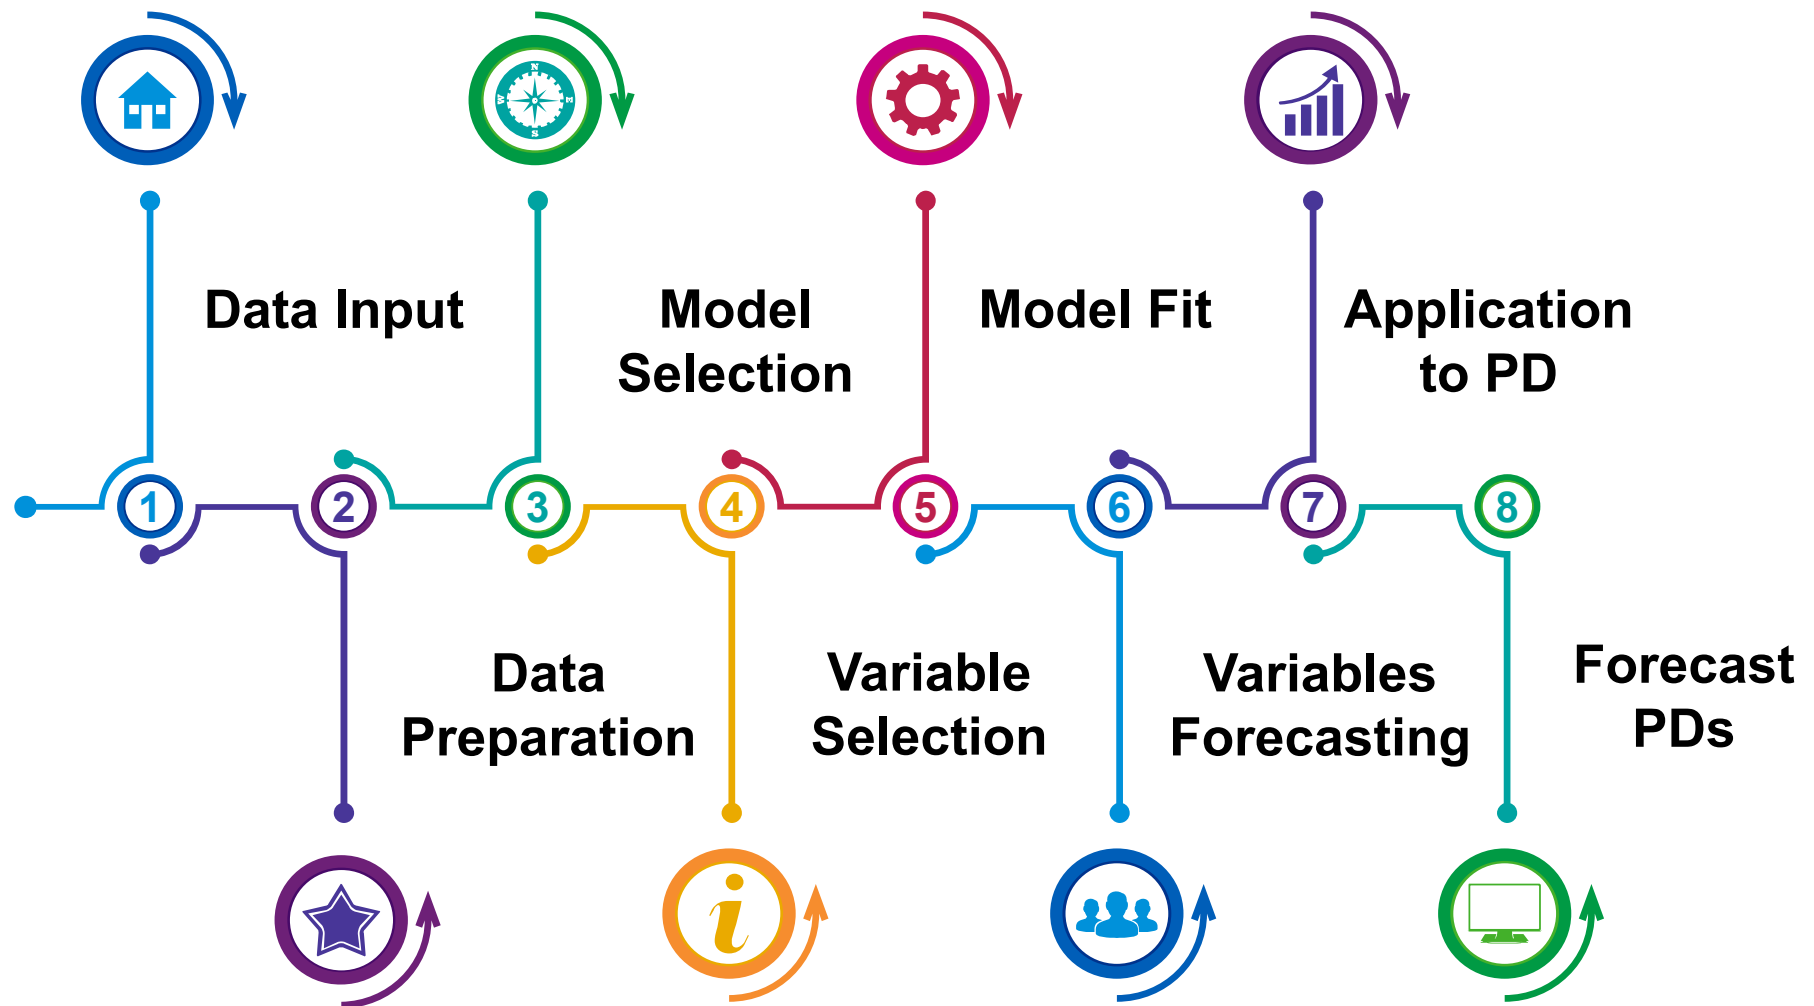 N
W
E
S
Data Input
Model
Selection
Model Fit
Application
to PD
1
2
3
4
5
6
7
8
Data
Preparation
Variable
Selection
Variables
Forecasting
Forecast
PDs
i